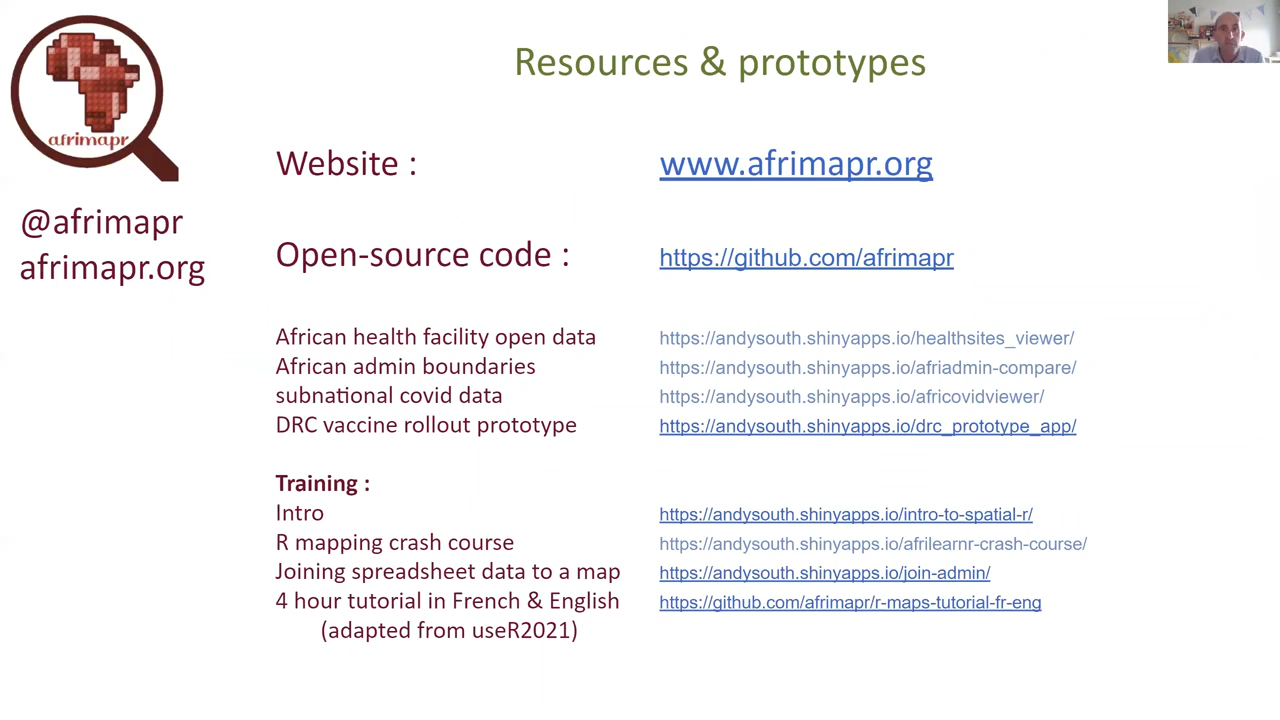 afrimapr
@afrimapr
afrimapr.org
Resources & prototypes
Website : www.afrimapr.org
Open-source code : https://github.com/afrimapr
African health facility open data https://andysouth.shinyapps.io/healthsites_viewer/
African admin boundaries https://andysouth.shinyapps.io/afriadmin-compare/
subnational covid data https://andysouth.shinyapps.io/africovidviewer/
DRC vaccine rollout prototype https://andysouth.shinyapps.io/drc_prototype_app/
Training :
Intro https://andysouth.shinyapps.io/intro-to-spatial-r/
R mapping crash course https://andysouth.shinyapps.io/afrilearnr-crash-course/
Joining spreadsheet data to a map https://andysouth.shinyapps.io/join-admin/
4 hour tutorial in French & English https://github.com/afrimapr/r-maps-tutorial-fr-eng
(adapted from useR2021)